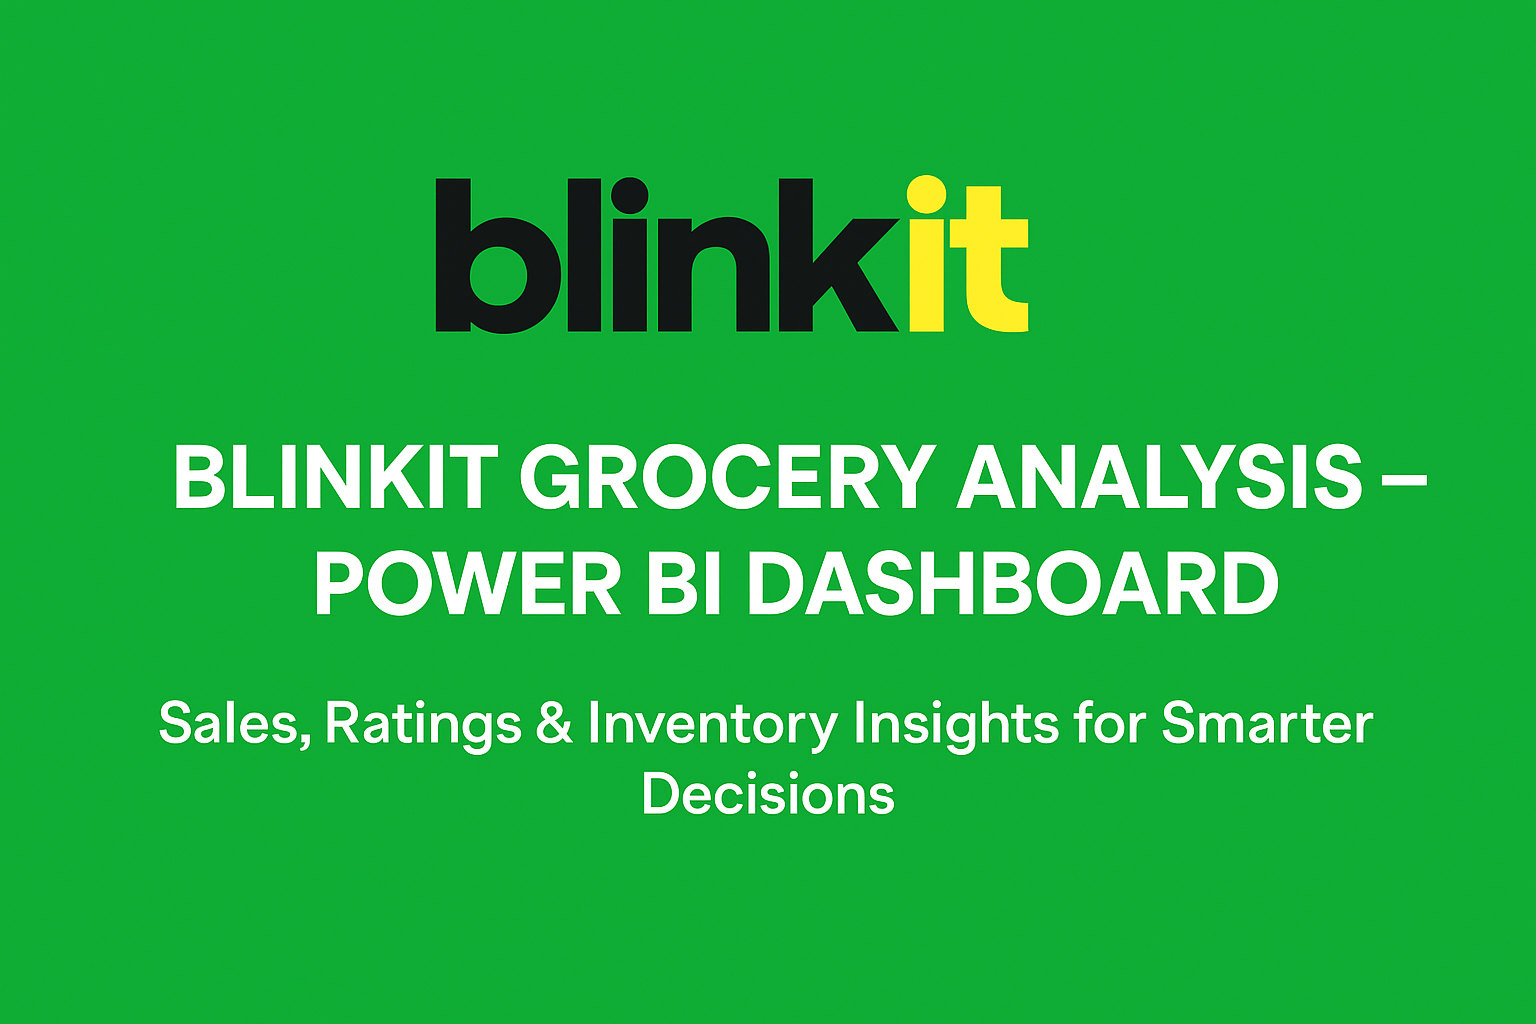 blinkit
BLINKIT GROCERY ANALYSIS –
POWER BI DASHBOARD
Sales, Ratings & Inventory Insights for Smarter
Decisions